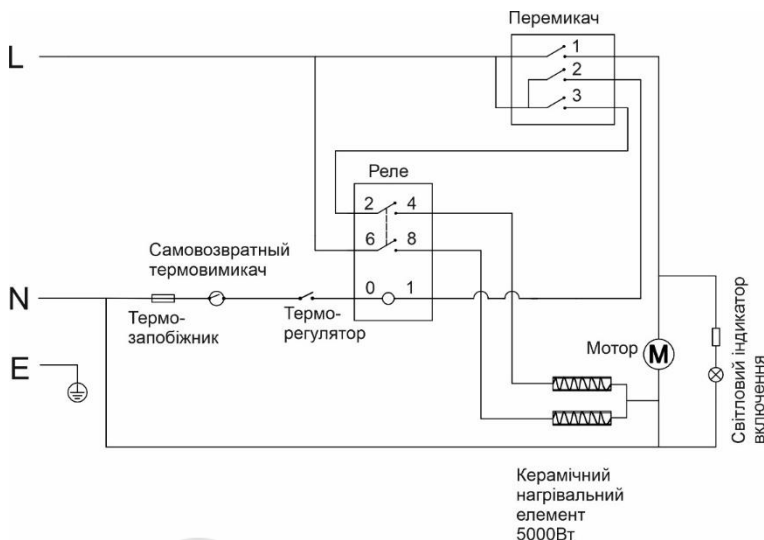 Перемикач
L
1
2
3
Реле
2 4
6 8
0 1
Самовозвратный
термовимикач
N
Термо-
запобіжник
Термо-
регулятор
E
Мотор
M
Світловий індикатор
включення
Керамічний
нагрівальний
елемент
5000Вт